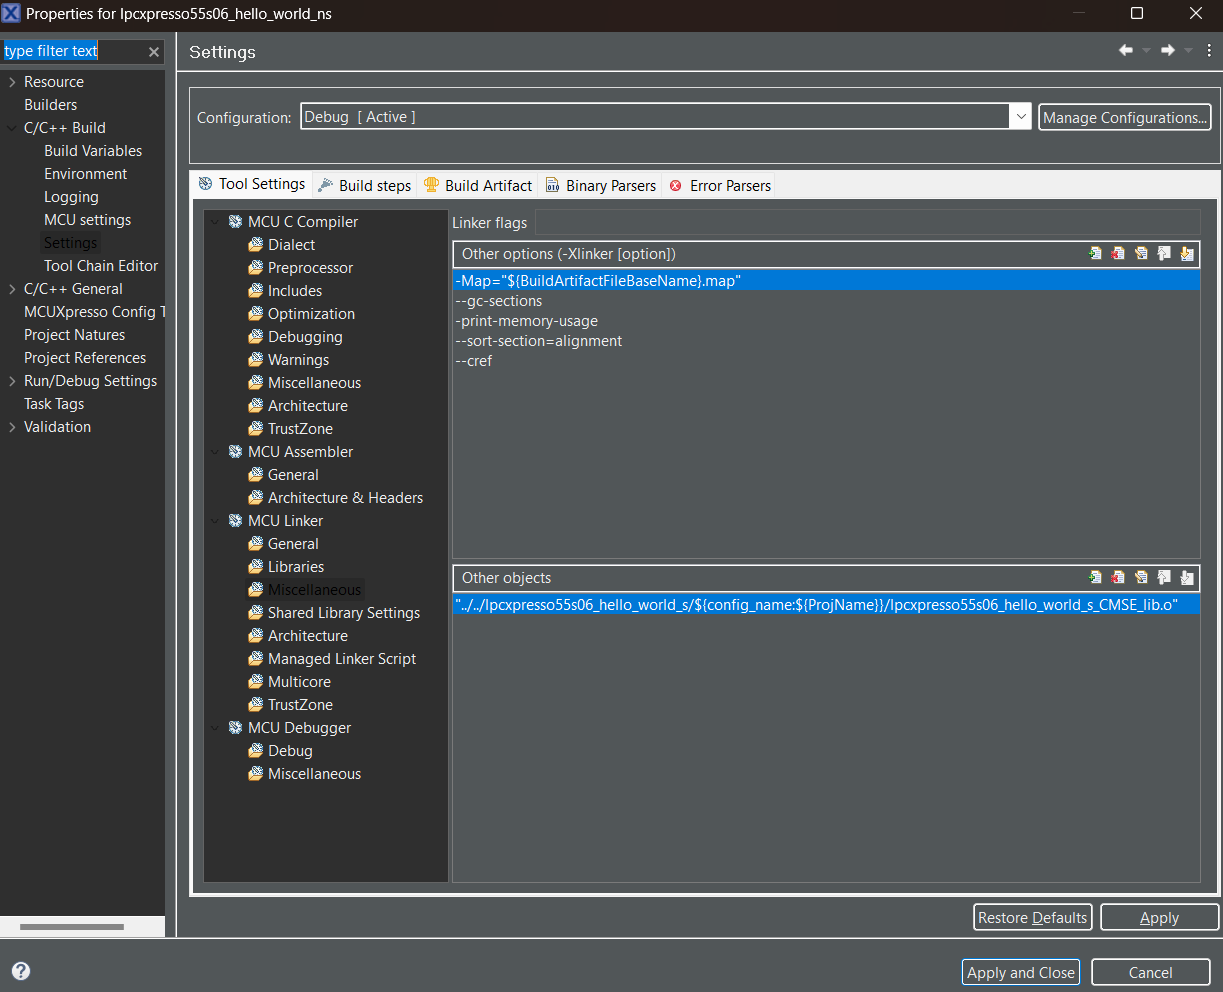 Properties for lpcxpresso55s06_hello_world_ns
type filter text
Resource
Builders
C/C++ Build
Build Variables
Environment
Logging
MCU settings
Settings
Tool Chain Editor
C/C++ General
MCUXpresso Config T
Project Natures
Project References
Run/Debug Settings
Task Tags
Validation
Settings
Configuration: Debug [ Active ] Manage Configurations...
Tool Settings Build steps Build Artifact Binary Parsers Error Parsers
MCU C Compiler
Dialect
Preprocessor
Includes
Optimization
Debugging
Warnings
Miscellaneous
Architecture
TrustZone
MCU Assembler
General
Architecture & Headers
MCU Linker
General
Libraries
Miscellaneous
Shared Library Settings
Architecture
Managed Linker Script
Multicore
TrustZone
MCU Debugger
Debug
Miscellaneous
Linker flags
Other options (-Xlinker [option])
-Map="${BuildArtifactFileBaseName}.map"
--gc-sections
-print-memory-usage
--sort-section=alignment
--cref
Other objects
"../../lpcxpresso55s06_hello_world_s/${config_name:${ProjName}}/lpcxpresso55s06_hello_world_s_CMSE_lib.o"
Restore Defaults Apply
Apply and Close Cancel